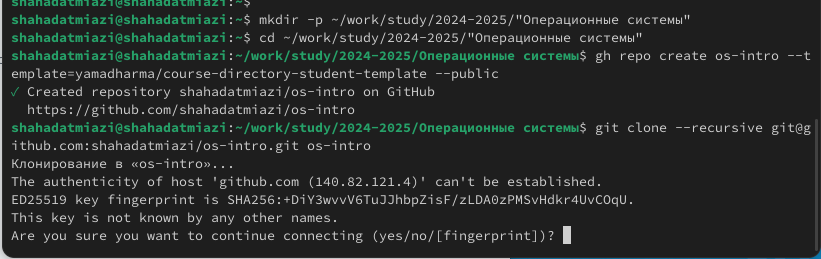 shahadatmiazi@shahadatmiazi:~$
shahadatmiazi@shahadatmiazi:~$ mkdir -p ~/work/study/2024-2025/"Операционные системы"
shahadatmiazi@shahadatmiazi:~$ cd ~/work/study/2024-2025/"Операционные системы"
shahadatmiazi@shahadatmiazi:~/work/study/2024-2025/Операционные системы$ gh repo create os-intro --t
emplate=yamadharma/course-directory-student-template --public
✓ Created repository shahadatmiazi/os-intro on GitHub
https://github.com/shahadatmiazi/os-intro
shahadatmiazi@shahadatmiazi:~/work/study/2024-2025/Операционные системы$ git clone --recursive git@g
ithub.com:shahadatmiazi/os-intro.git os-intro
Клонирование в «os-intro»...
The authenticity of host 'github.com (140.82.121.4)' can't be established.
ED25519 key fingerprint is SHA256:+DiY3wvvV6TuJJhbpZisF/zLDA0zPMSvHdkr4UvCOqU.
This key is not known by any other names.
Are you sure you want to continue connecting (yes/no/[fingerprint])?